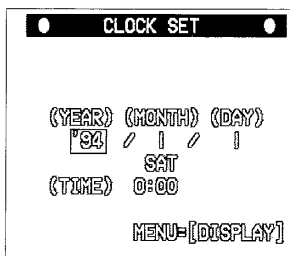 CLOCK SET
(YEAR) (MONTH) (DAY)
'94 / 1 / 1
SAT
(TIME) 0:00
MENU=[DISPLAY]